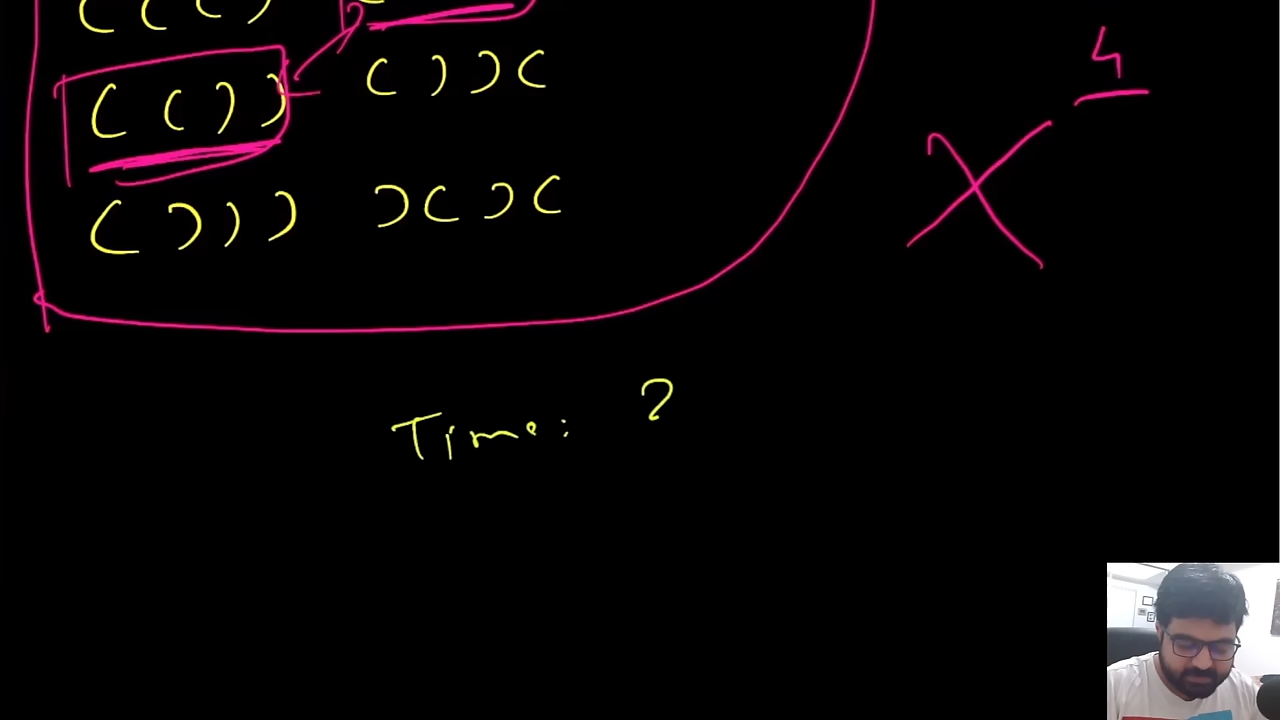 ( ( ( )
4
( ( ) ) ( ) ) (
X
( ) ) ) ) ( ) (
Time: ?